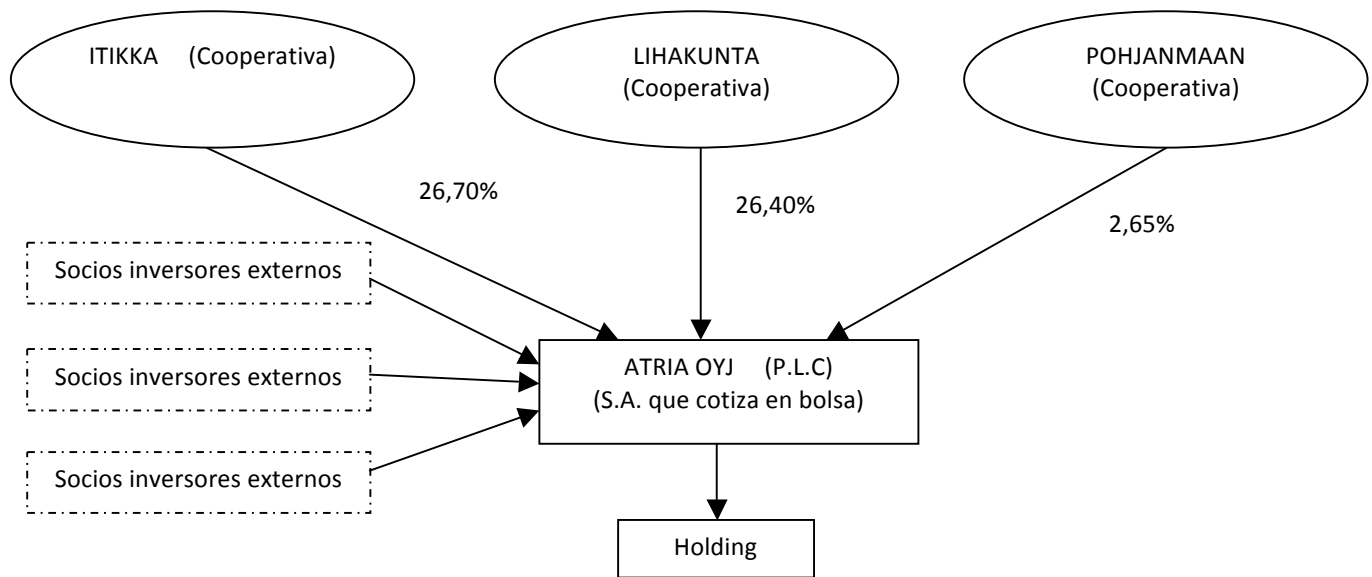 ITIKKA (Cooperativa)
LIHAKUNTA
(Cooperativa)
POHJANMAAN
(Cooperativa)
26,70%
26,40%
2,65%
Socios inversores externos
Socios inversores externos
Socios inversores externos
ATRIA OYJ (P.L.C)
(S.A. que cotiza en bolsa)
Holding